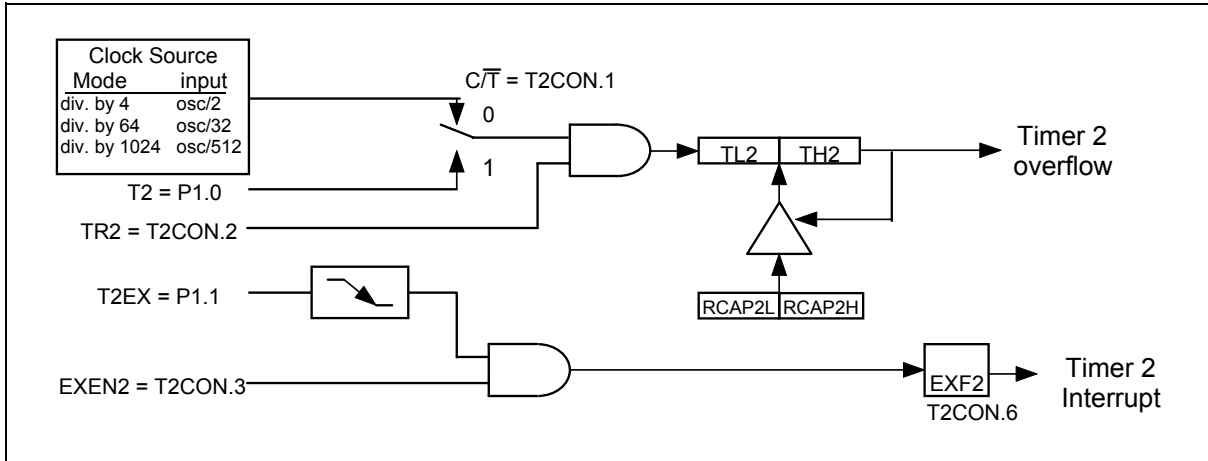 Clock Source
Mode input
div. by 4 osc/2
div. by 64 osc/32
div. by 1024 osc/512
C/T̅ = T2CON.1
0
1
T2 = P1.0
TR2 = T2CON.2
TL2 TH2
Timer 2
overflow
T2EX = P1.1
RCAP2L RCAP2H
EXEN2 = T2CON.3
EXF2
T2CON.6
Timer 2
Interrupt